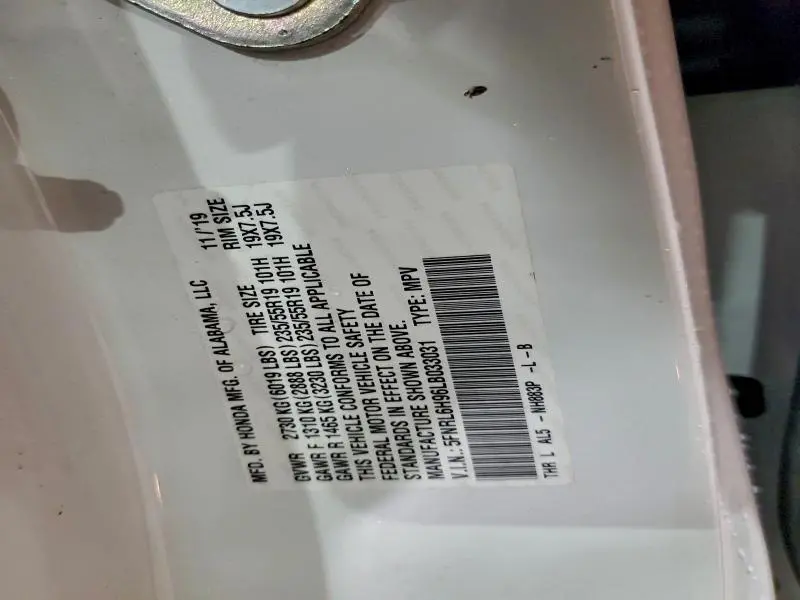 MFD. BY HONDA MFG. OF ALABAMA, LLC 11/'19
TIRE SIZE RIM SIZE
GVWR 2730 KG (6019 LBS)
GAWR F 1310 KG (2888 LBS) 235/55R19 101H 19X7.5J
GAWR R 1465 KG (3230 LBS) 235/55R19 101H 19X7.5J
THIS VEHICLE CONFORMS TO ALL APPLICABLE
FEDERAL MOTOR VEHICLE SAFETY
STANDARDS IN EFFECT ON THE DATE OF
MANUFACTURE SHOWN ABOVE.
V.I.N.: 5FNRL6H96LB033031 TYPE: MPV
THR L AL5 - NH883P -L-B